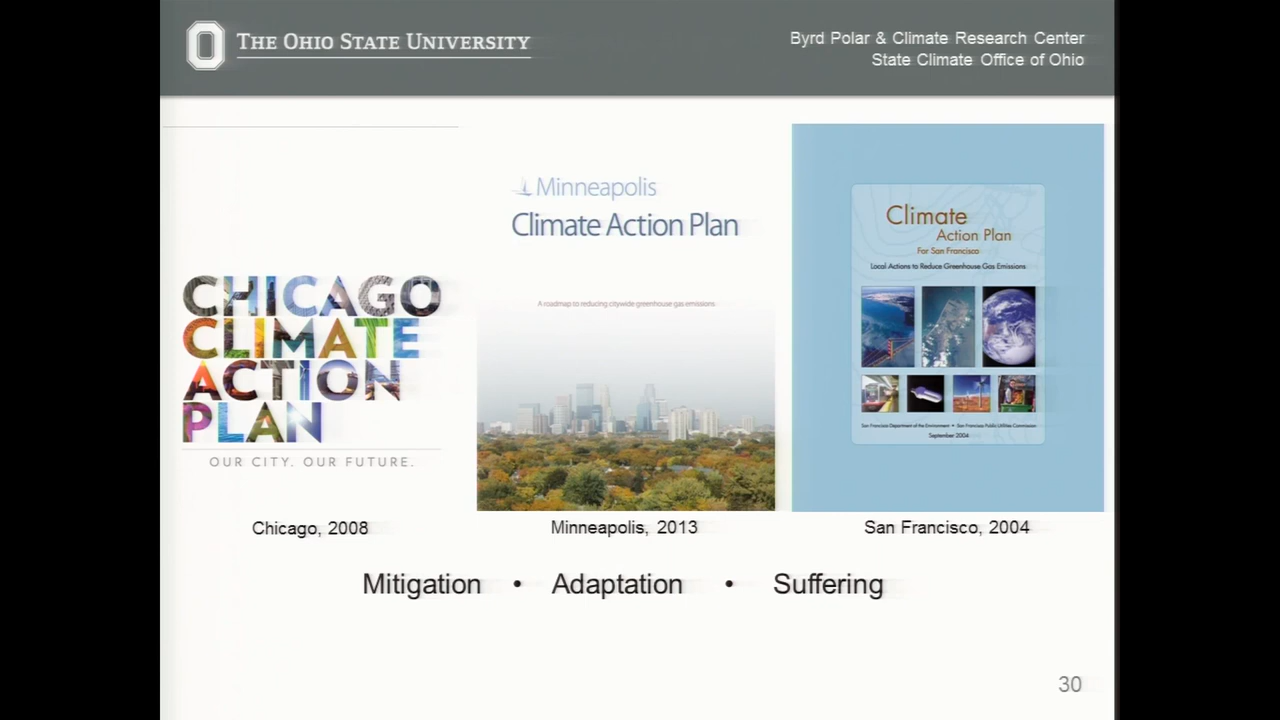 THE OHIO STATE UNIVERSITY
Byrd Polar & Climate Research Center
State Climate Office of Ohio
CHICAGO
CLIMATE
ACTION
PLAN
OUR CITY. OUR FUTURE.
Minneapolis
Climate Action Plan
A roadmap to reducing citywide greenhouse gas emissions
Climate
Action Plan
For San Francisco
Local Actions to Reduce Greenhouse Gas Emissions
San Francisco Department of the Environment • San Francisco Public Utilities Commission
September 2004
Chicago, 2008
Minneapolis, 2013
San Francisco, 2004
Mitigation • Adaptation • Suffering
30